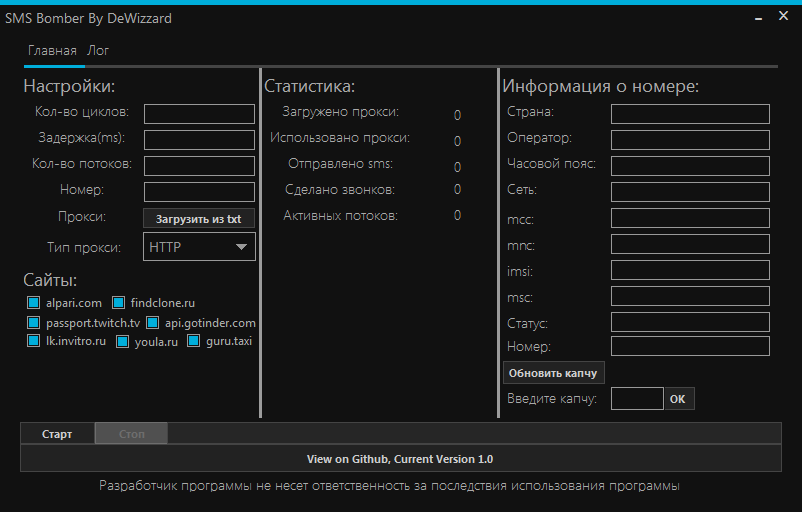 SMS Bomber By DeWizzard
Главная Лог
Настройки:
Кол-во циклов:
Задержка(ms):
Кол-во потоков:
Номер:
Прокси: Загрузить из txt
Тип прокси: HTTP
Сайты:
alpari.com findclone.ru
passport.twitch.tv api.gotinder.com
lk.invitro.ru youla.ru guru.taxi
Статистика:
Загружено прокси: 0
Использовано прокси: 0
Отправлено sms: 0
Сделано звонков: 0
Активных потоков: 0
Информация о номере:
Страна:
Оператор:
Часовой пояс:
Сеть:
mcc:
mnc:
imsi:
msc:
Статус:
Номер:
Обновить капчу
Введите капчу: OK
Старт Стоп
View on Github, Current Version 1.0
Разработчик программы не несет ответственность за последствия использования программы